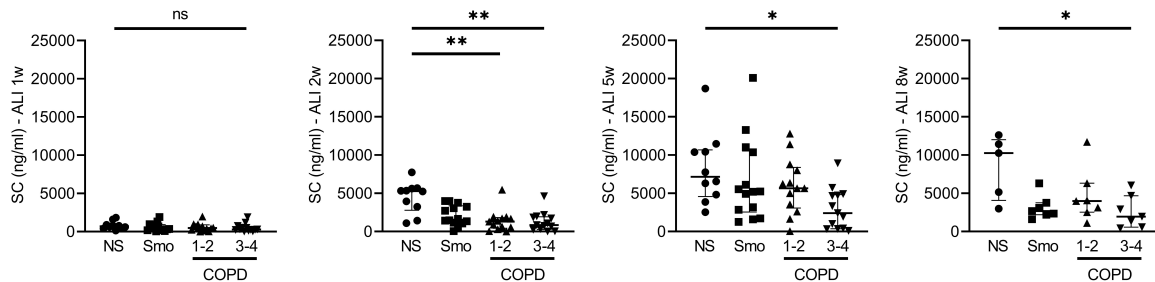 ns
SC (ng/ml) - ALI 1w
25000
20000
15000
10000
5000
0
NS Smo 1-2 3-4
COPD
**
**
SC (ng/ml) - ALI 2w
25000
20000
15000
10000
5000
0
NS Smo 1-2 3-4
COPD
*
SC (ng/ml) - ALI 5w
25000
20000
15000
10000
5000
0
NS Smo 1-2 3-4
COPD
*
SC (ng/ml) - ALI 8w
25000
20000
15000
10000
5000
0
NS Smo 1-2 3-4
COPD